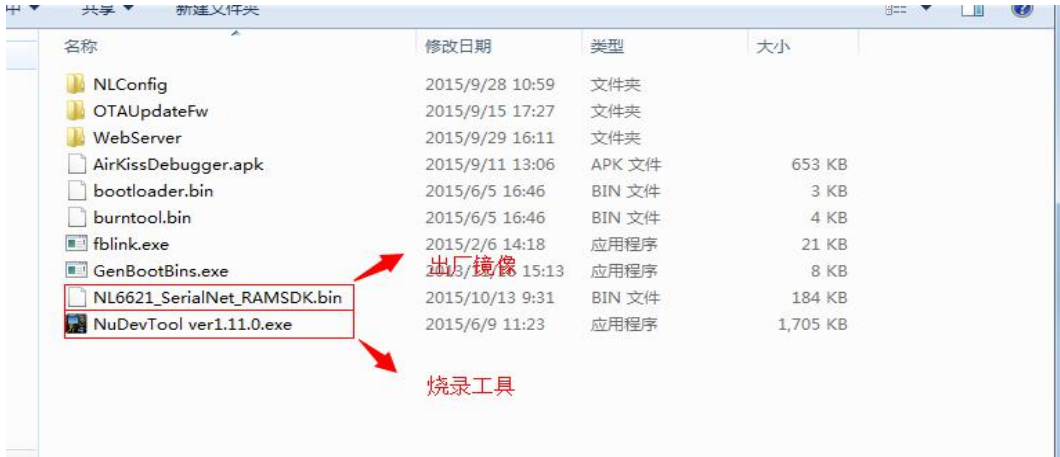 共享 新建文件夹
名称 修改日期 类型 大小
NLConfig 2015/9/28 10:59 文件夹
OTAUpdateFw 2015/9/15 17:27 文件夹
WebServer 2015/9/29 16:11 文件夹
AirKissDebugger.apk 2015/9/11 13:06 APK 文件 653 KB
bootloader.bin 2015/6/5 16:46 BIN 文件 3 KB
burntool.bin 2015/6/5 16:46 BIN 文件 4 KB
fblink.exe 2015/2/6 14:18 应用程序 21 KB
出厂镜像
GenBootBins.exe 15:13 应用程序 8 KB
NL6621_SerialNet_RAMSDK.bin 2015/10/13 9:31 BIN 文件 184 KB
NuDevTool ver1.11.0.exe 2015/6/9 11:23 应用程序 1,705 KB
烧录工具